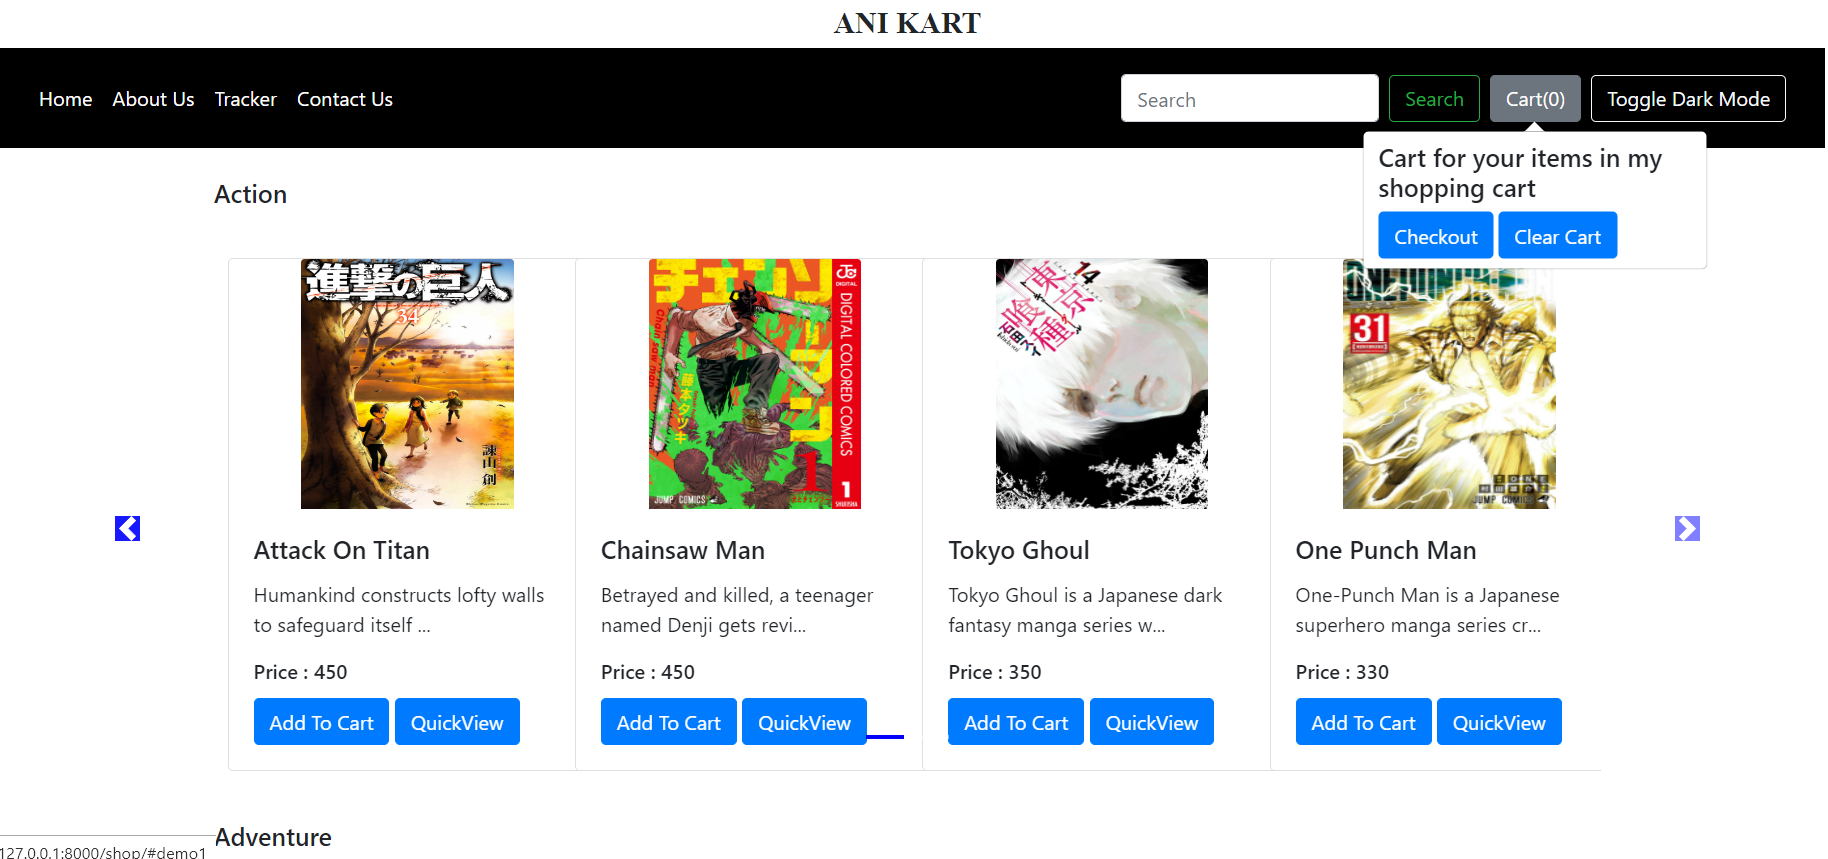 ANI KART
Home About Us Tracker Contact Us
Search Search Cart(0) Toggle Dark Mode
Cart for your items in my
shopping cart
Checkout Clear Cart
Action
進撃の巨人
34
諫山創
チェンソーマン
Chainsaw man
藤本タツキ
1
JUMP COMICS
DIGITAL
DIGITAL COLORED COMICS
1
SHUEISHA
14
東京
喰種
石田スイ
31
ONE
JUMP COMICS
Attack On Titan
Humankind constructs lofty walls
to safeguard itself ...
Price : 450
Add To Cart QuickView
Chainsaw Man
Betrayed and killed, a teenager
named Denji gets revi...
Price : 450
Add To Cart QuickView
Tokyo Ghoul
Tokyo Ghoul is a Japanese dark
fantasy manga series w...
Price : 350
Add To Cart QuickView
One Punch Man
One-Punch Man is a Japanese
superhero manga series cr...
Price : 330
Add To Cart QuickView
Adventure
127.0.0.1:8000/shop/#demo1